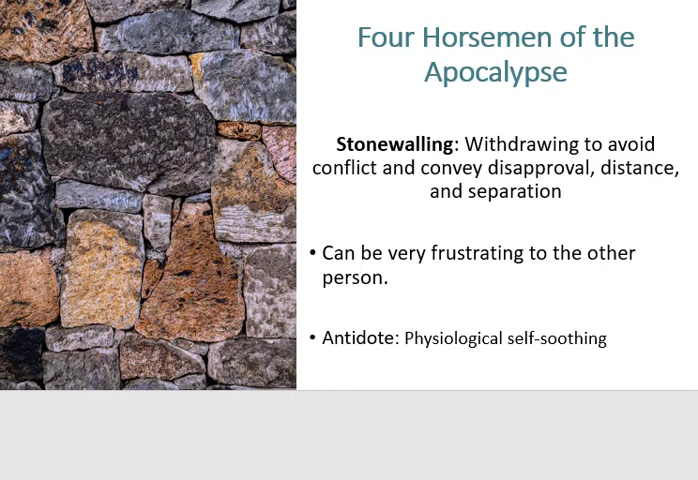 Four Horsemen of the
Apocalypse
Stonewalling: Withdrawing to avoid
conflict and convey disapproval, distance,
and separation
• Can be very frustrating to the other
person.
• Antidote: Physiological self-soothing